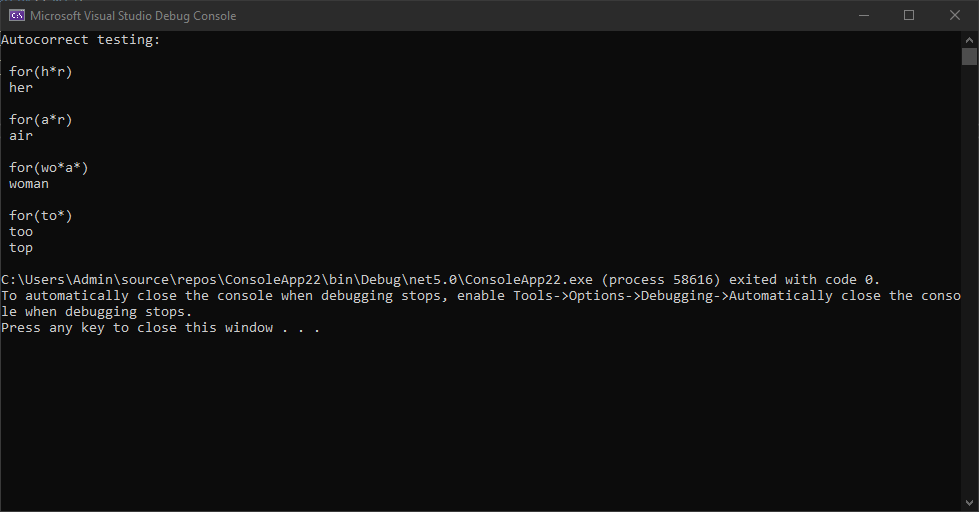 Microsoft Visual Studio Debug Console
Autocorrect testing:
for(h*r)
her
for(a*r)
air
for(wo*a*)
woman
for(to*)
too
top
C:\Users\Admin\source\repos\ConsoleApp22\bin\Debug\net5.0\ConsoleApp22.exe (process 58616) exited with code 0.
To automatically close the console when debugging stops, enable Tools->Options->Debugging->Automatically close the conso
le when debugging stops.
Press any key to close this window . . .